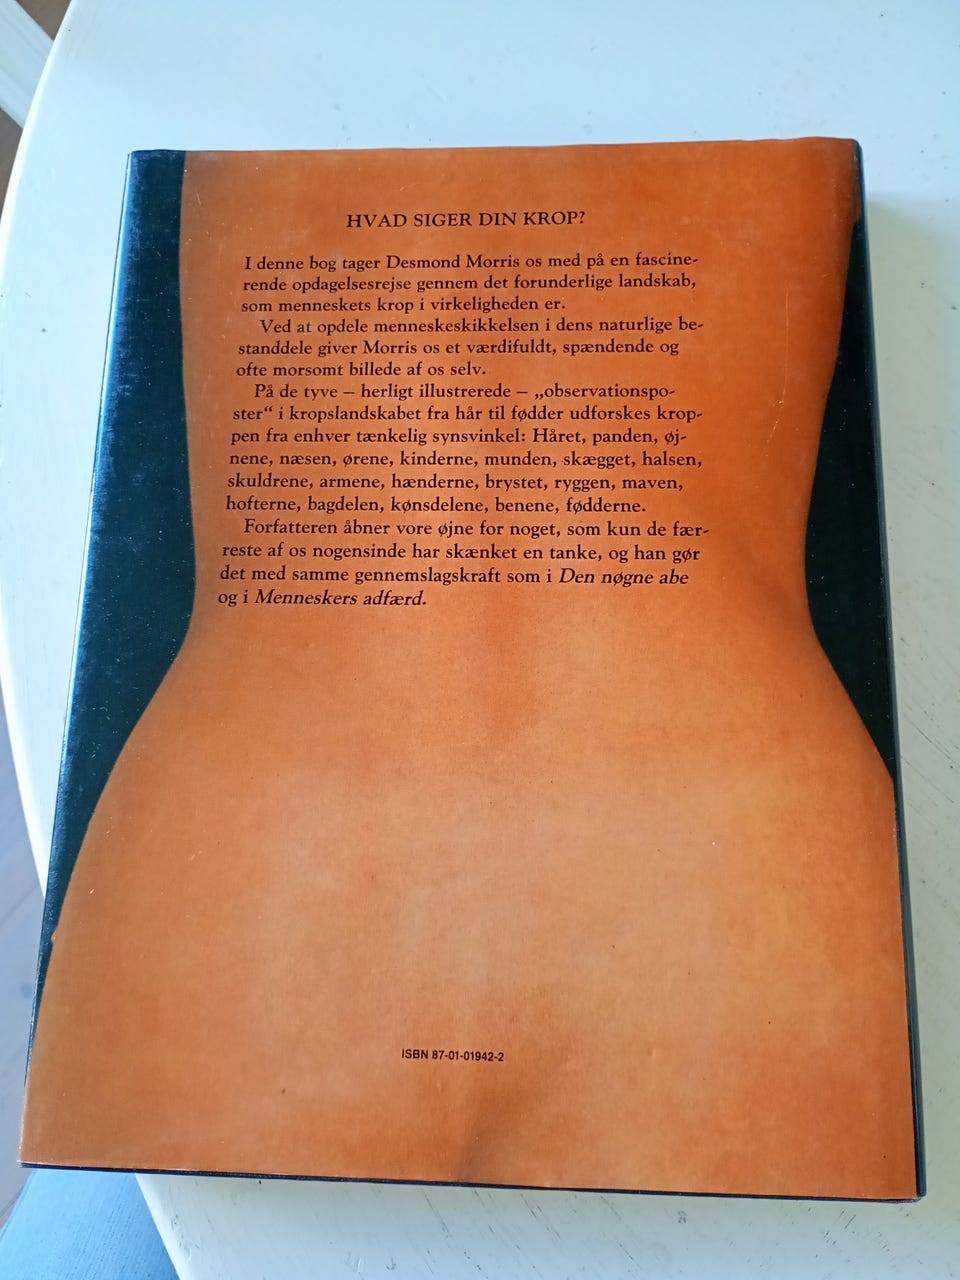 HVAD SIGER DIN KROP?
I denne bog tager Desmond Morris os med på en fascine-
rende opdagelsesrejse gennem det forunderlige landskab,
som menneskets krop i virkeligheden er.
Ved at opdele menneskeskikkelsen i dens naturlige be-
standdele giver Morris os et værdifuldt, spændende og
ofte morsomt billede af os selv.
På de tyve – herligt illustrerede – „observationspo-
ster“ i kropslandskabet fra hår til fødder udforskes krop-
pen fra enhver tænkelig synsvinkel: Håret, panden, øj-
nene, næsen, ørene, kinderne, munden, skægget, halsen,
skuldrene, armene, hænderne, brystet, ryggen, maven,
hofterne, bagdelen, kønsdelene, benene, fødderne.
Forfatteren åbner vore øjne for noget, som kun de fær-
reste af os nogensinde har skænket en tanke, og han gør
det med samme gennemslagskraft som i Den nøgne abe
og i Menneskers adfærd.
ISBN 87-01-01942-2